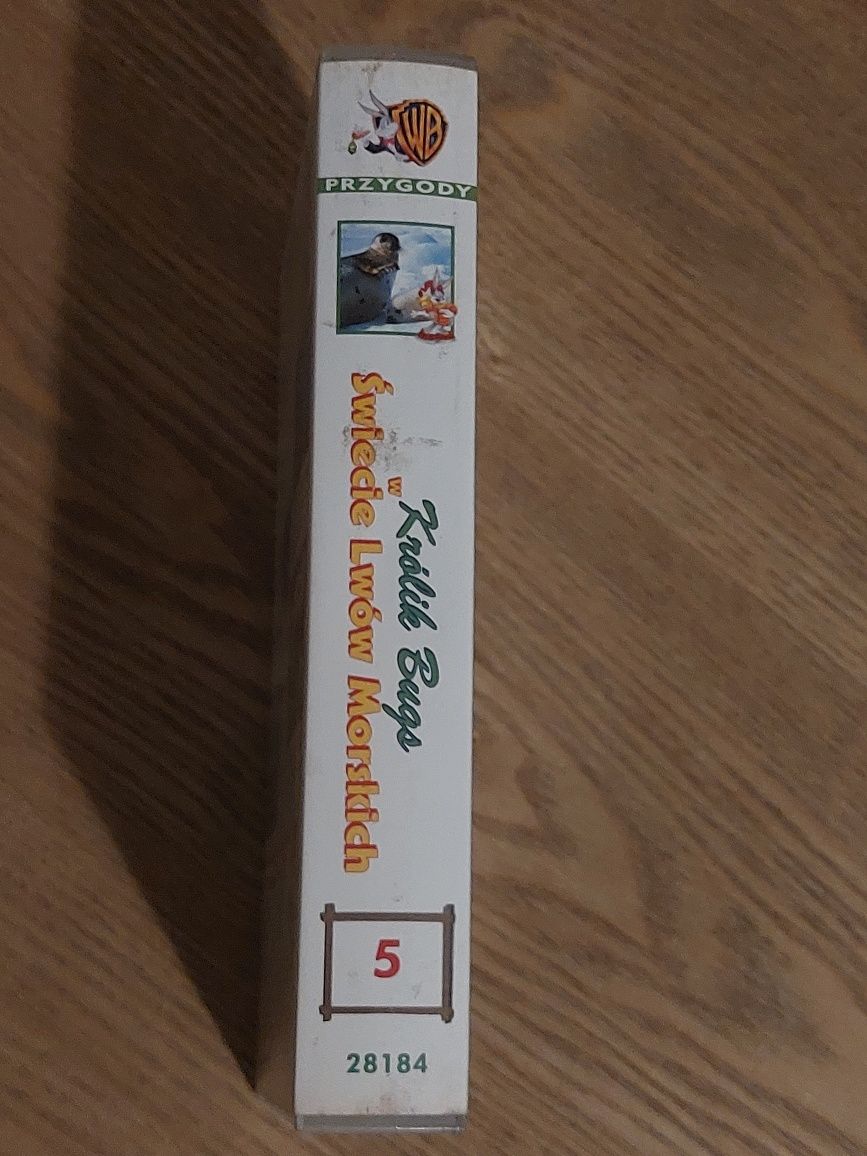 WB
PRZYGODY
Królik Bugs
w
Świecie Lwów Morskich
5
28184